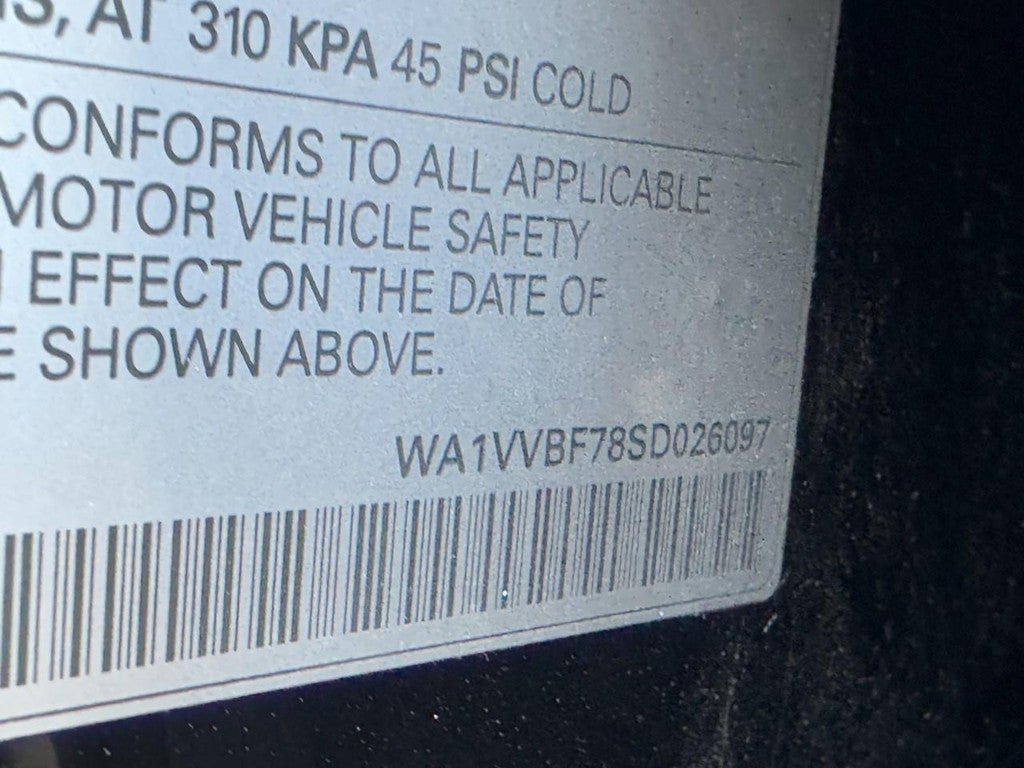 AT 310 KPA 45 PSI COLD
CONFORMS TO ALL APPLICABLE
MOTOR VEHICLE SAFETY
EFFECT ON THE DATE OF
SHOWN ABOVE.
WA1VVBF78SD026097